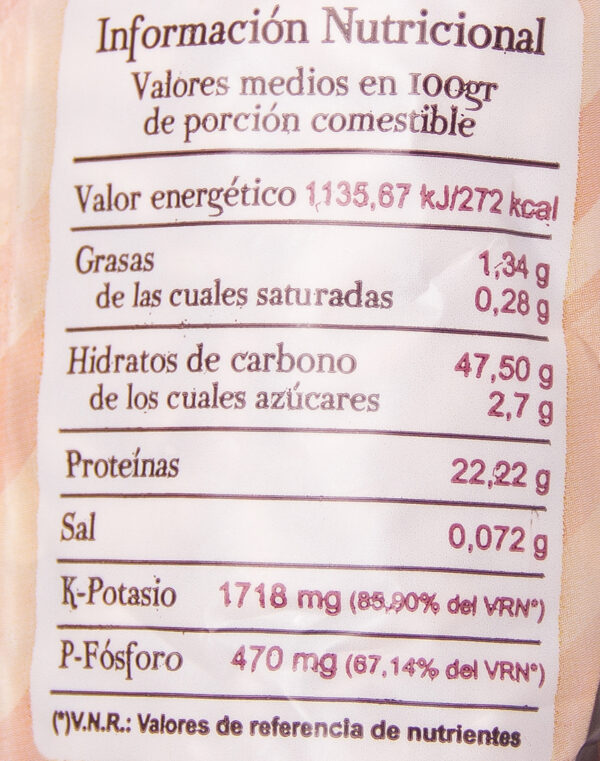 Información Nutricional
Valores medios en 100gr
de porción comestible
Valor energético 1,135,67 kJ/272 kcal
Grasas 1,34 g
de las cuales saturadas 0,28 g
Hidratos de carbono 47,50 g
de los cuales azúcares 2,7 g
Proteínas 22,22 g
Sal 0,072 g
K-Potasio 1718 mg (85,90% del VRN*)
P-Fósforo 470 mg (67,14% del VRN*)
(*)V.N.R.: Valores de referencia de nutrientes